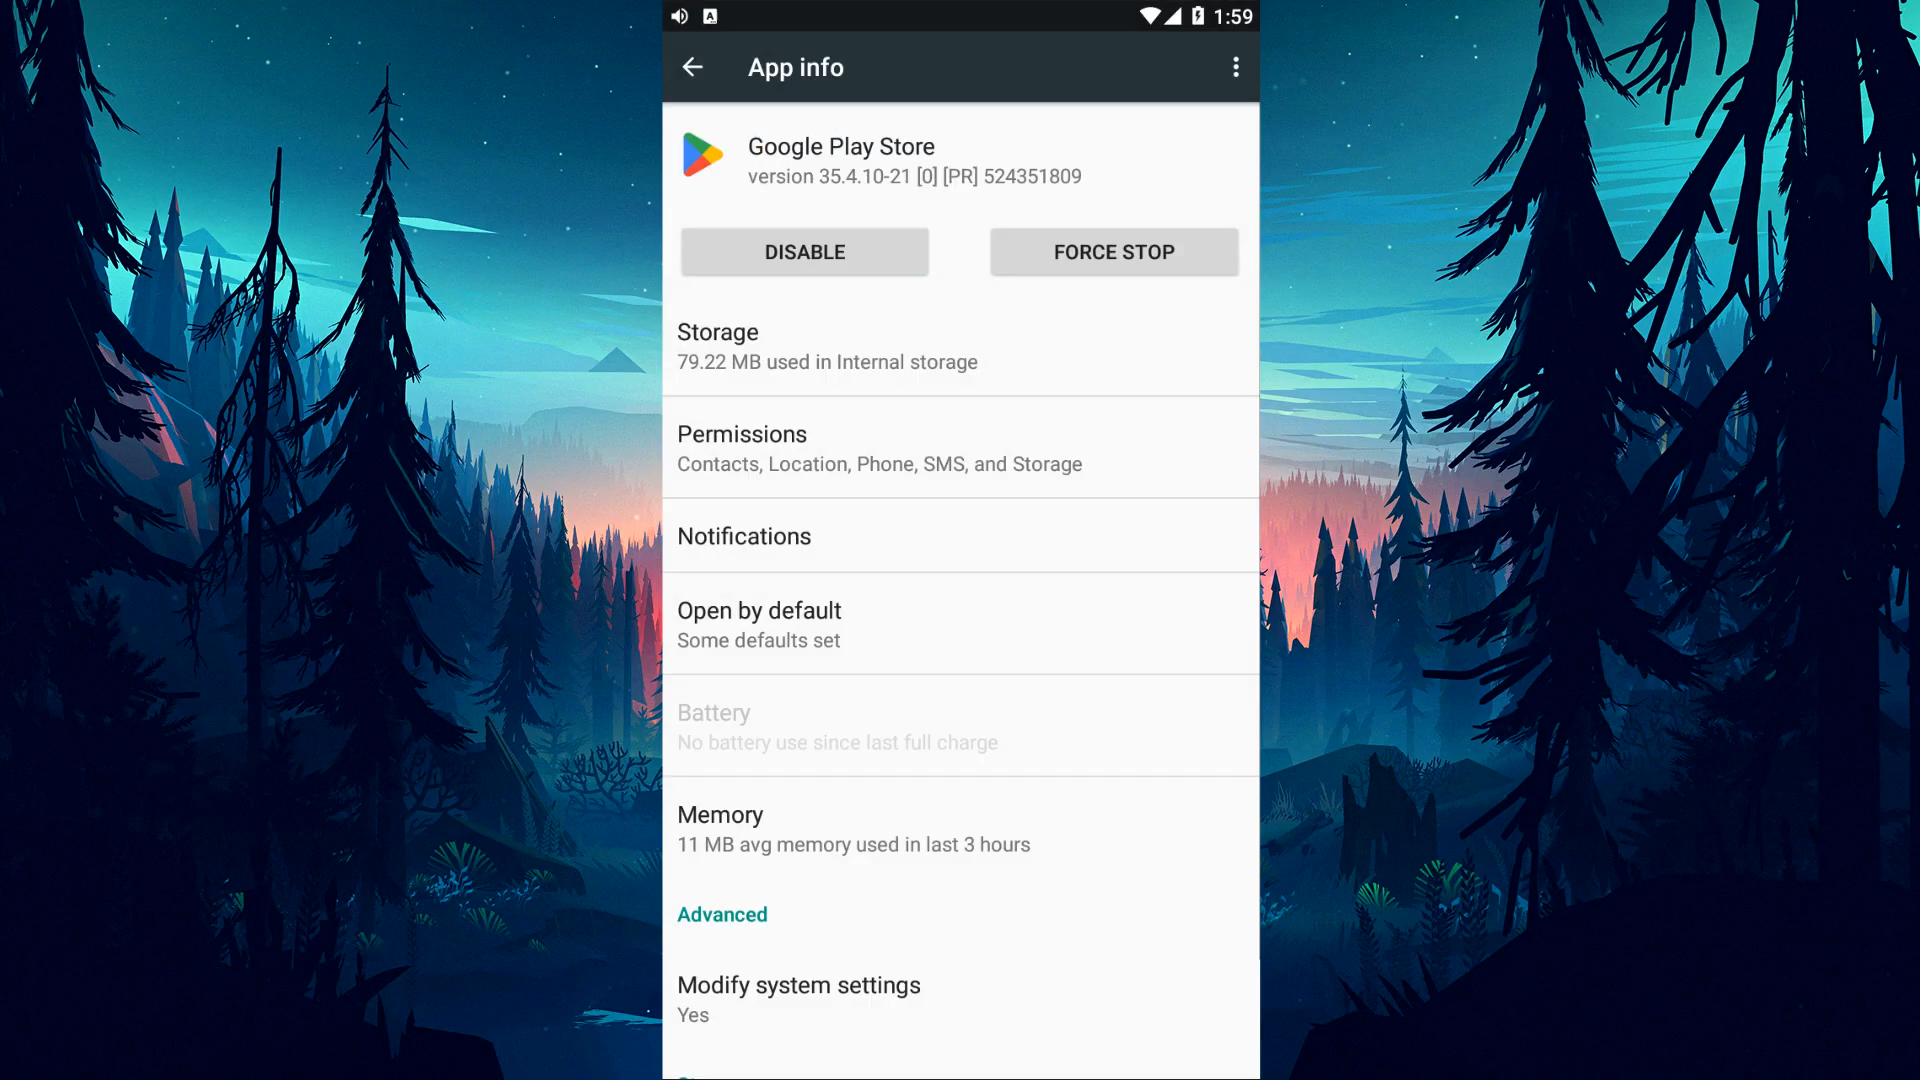 1:59
App info
Google Play Store
version 35.4.10-21 [0] [PR] 524351809
DISABLE
FORCE STOP
Storage
79.22 MB used in Internal storage
Permissions
Contacts, Location, Phone, SMS, and Storage
Notifications
Open by default
Some defaults set
Battery
No battery use since last full charge
Memory
11 MB avg memory used in last 3 hours
Advanced
Modify system settings
Yes